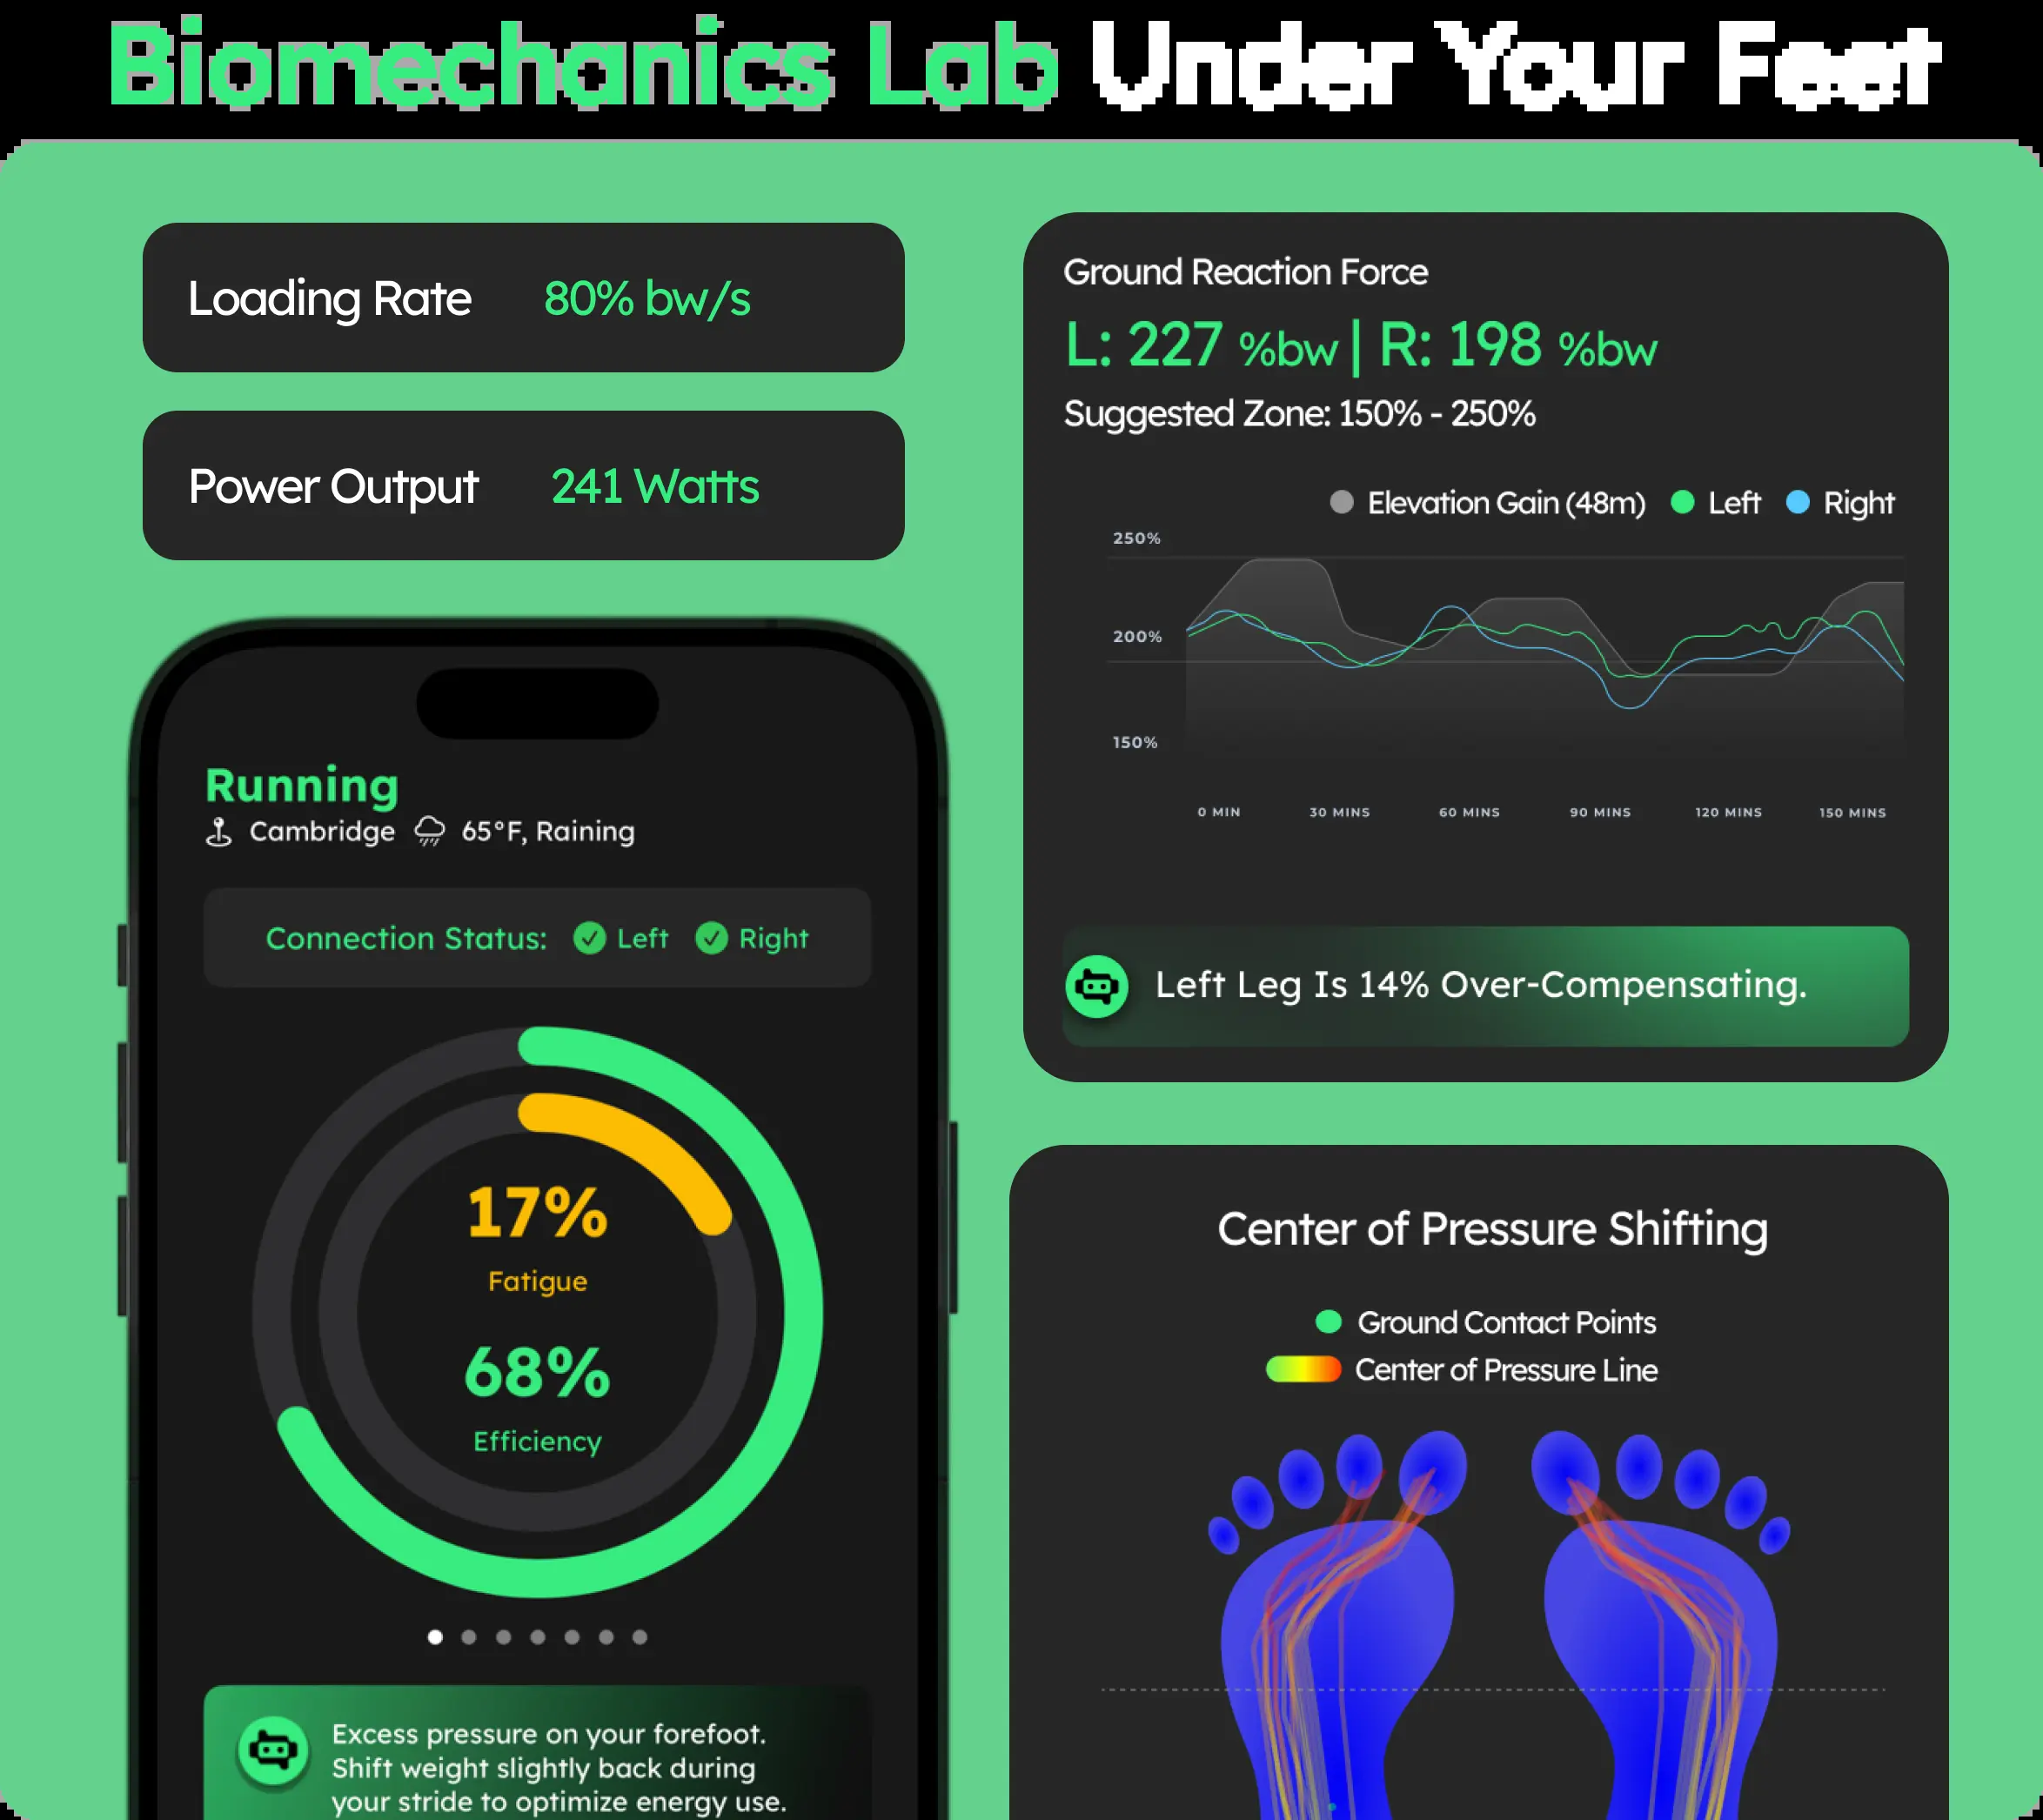 Biomechanics Lab Under Your Feet
Loading Rate 80% bw/s
Power Output 241 Watts
Running
Cambridge 65°F, Raining
Connection Status: Left Right
17%
Fatigue
68%
Efficiency
Excess pressure on your forefoot.
Shift weight slightly back during
your stride to optimize energy use.
Ground Reaction Force
L: 227 %bw | R: 198 %bw
Suggested Zone: 150% - 250%
Elevation Gain (48m) Left Right
250%
200%
150%
0 MIN 30 MINS 60 MINS 90 MINS 120 MINS 150 MINS
Left Leg Is 14% Over-Compensating.
Center of Pressure Shifting
Ground Contact Points
Center of Pressure Line